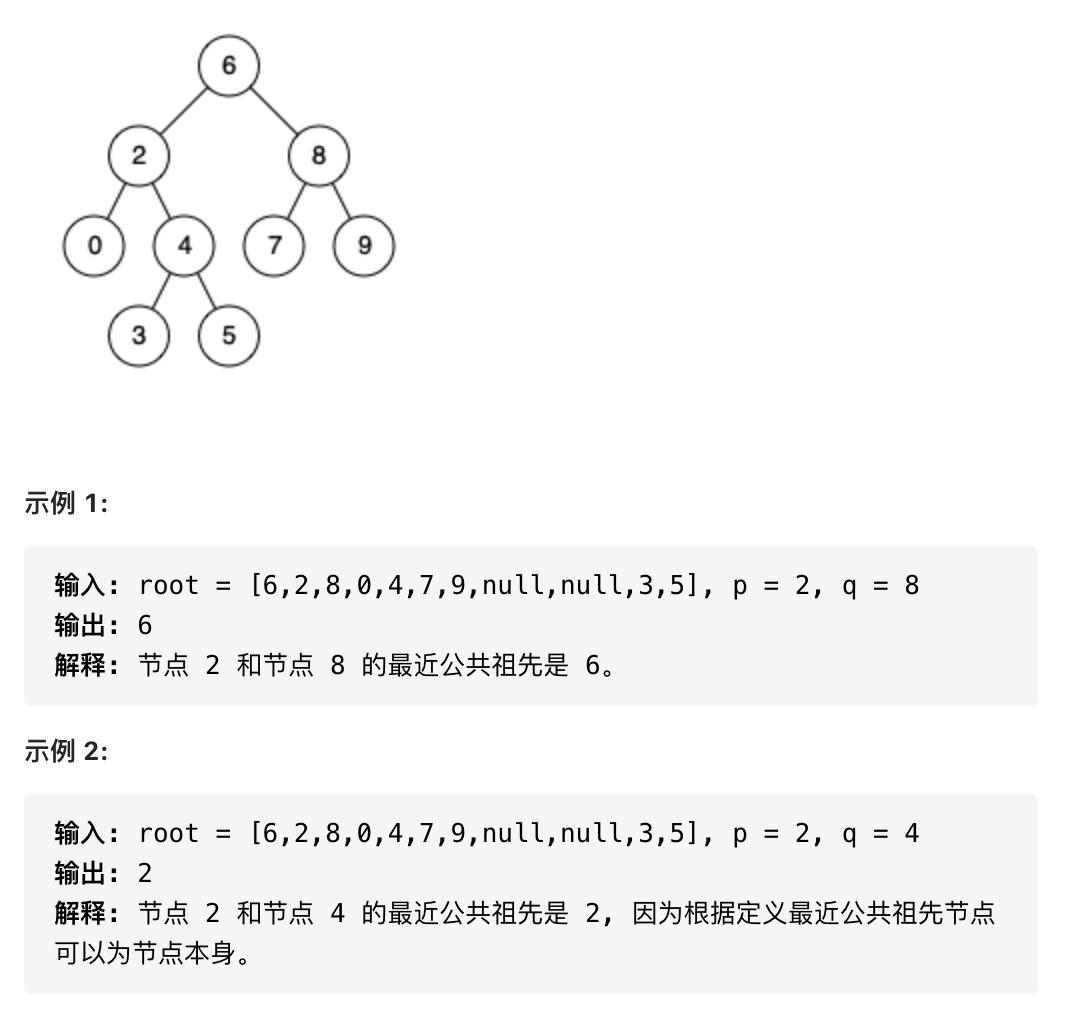 6
2 8
0 4 7 9
3 5
示例 1:
输入: root = [6,2,8,0,4,7,9,null,null,3,5], p = 2, q = 8
输出: 6
解释: 节点 2 和节点 8 的最近公共祖先是 6。
示例 2:
输入: root = [6,2,8,0,4,7,9,null,null,3,5], p = 2, q = 4
输出: 2
解释: 节点 2 和节点 4 的最近公共祖先是 2, 因为根据定义最近公共祖先节点
可以为节点本身。